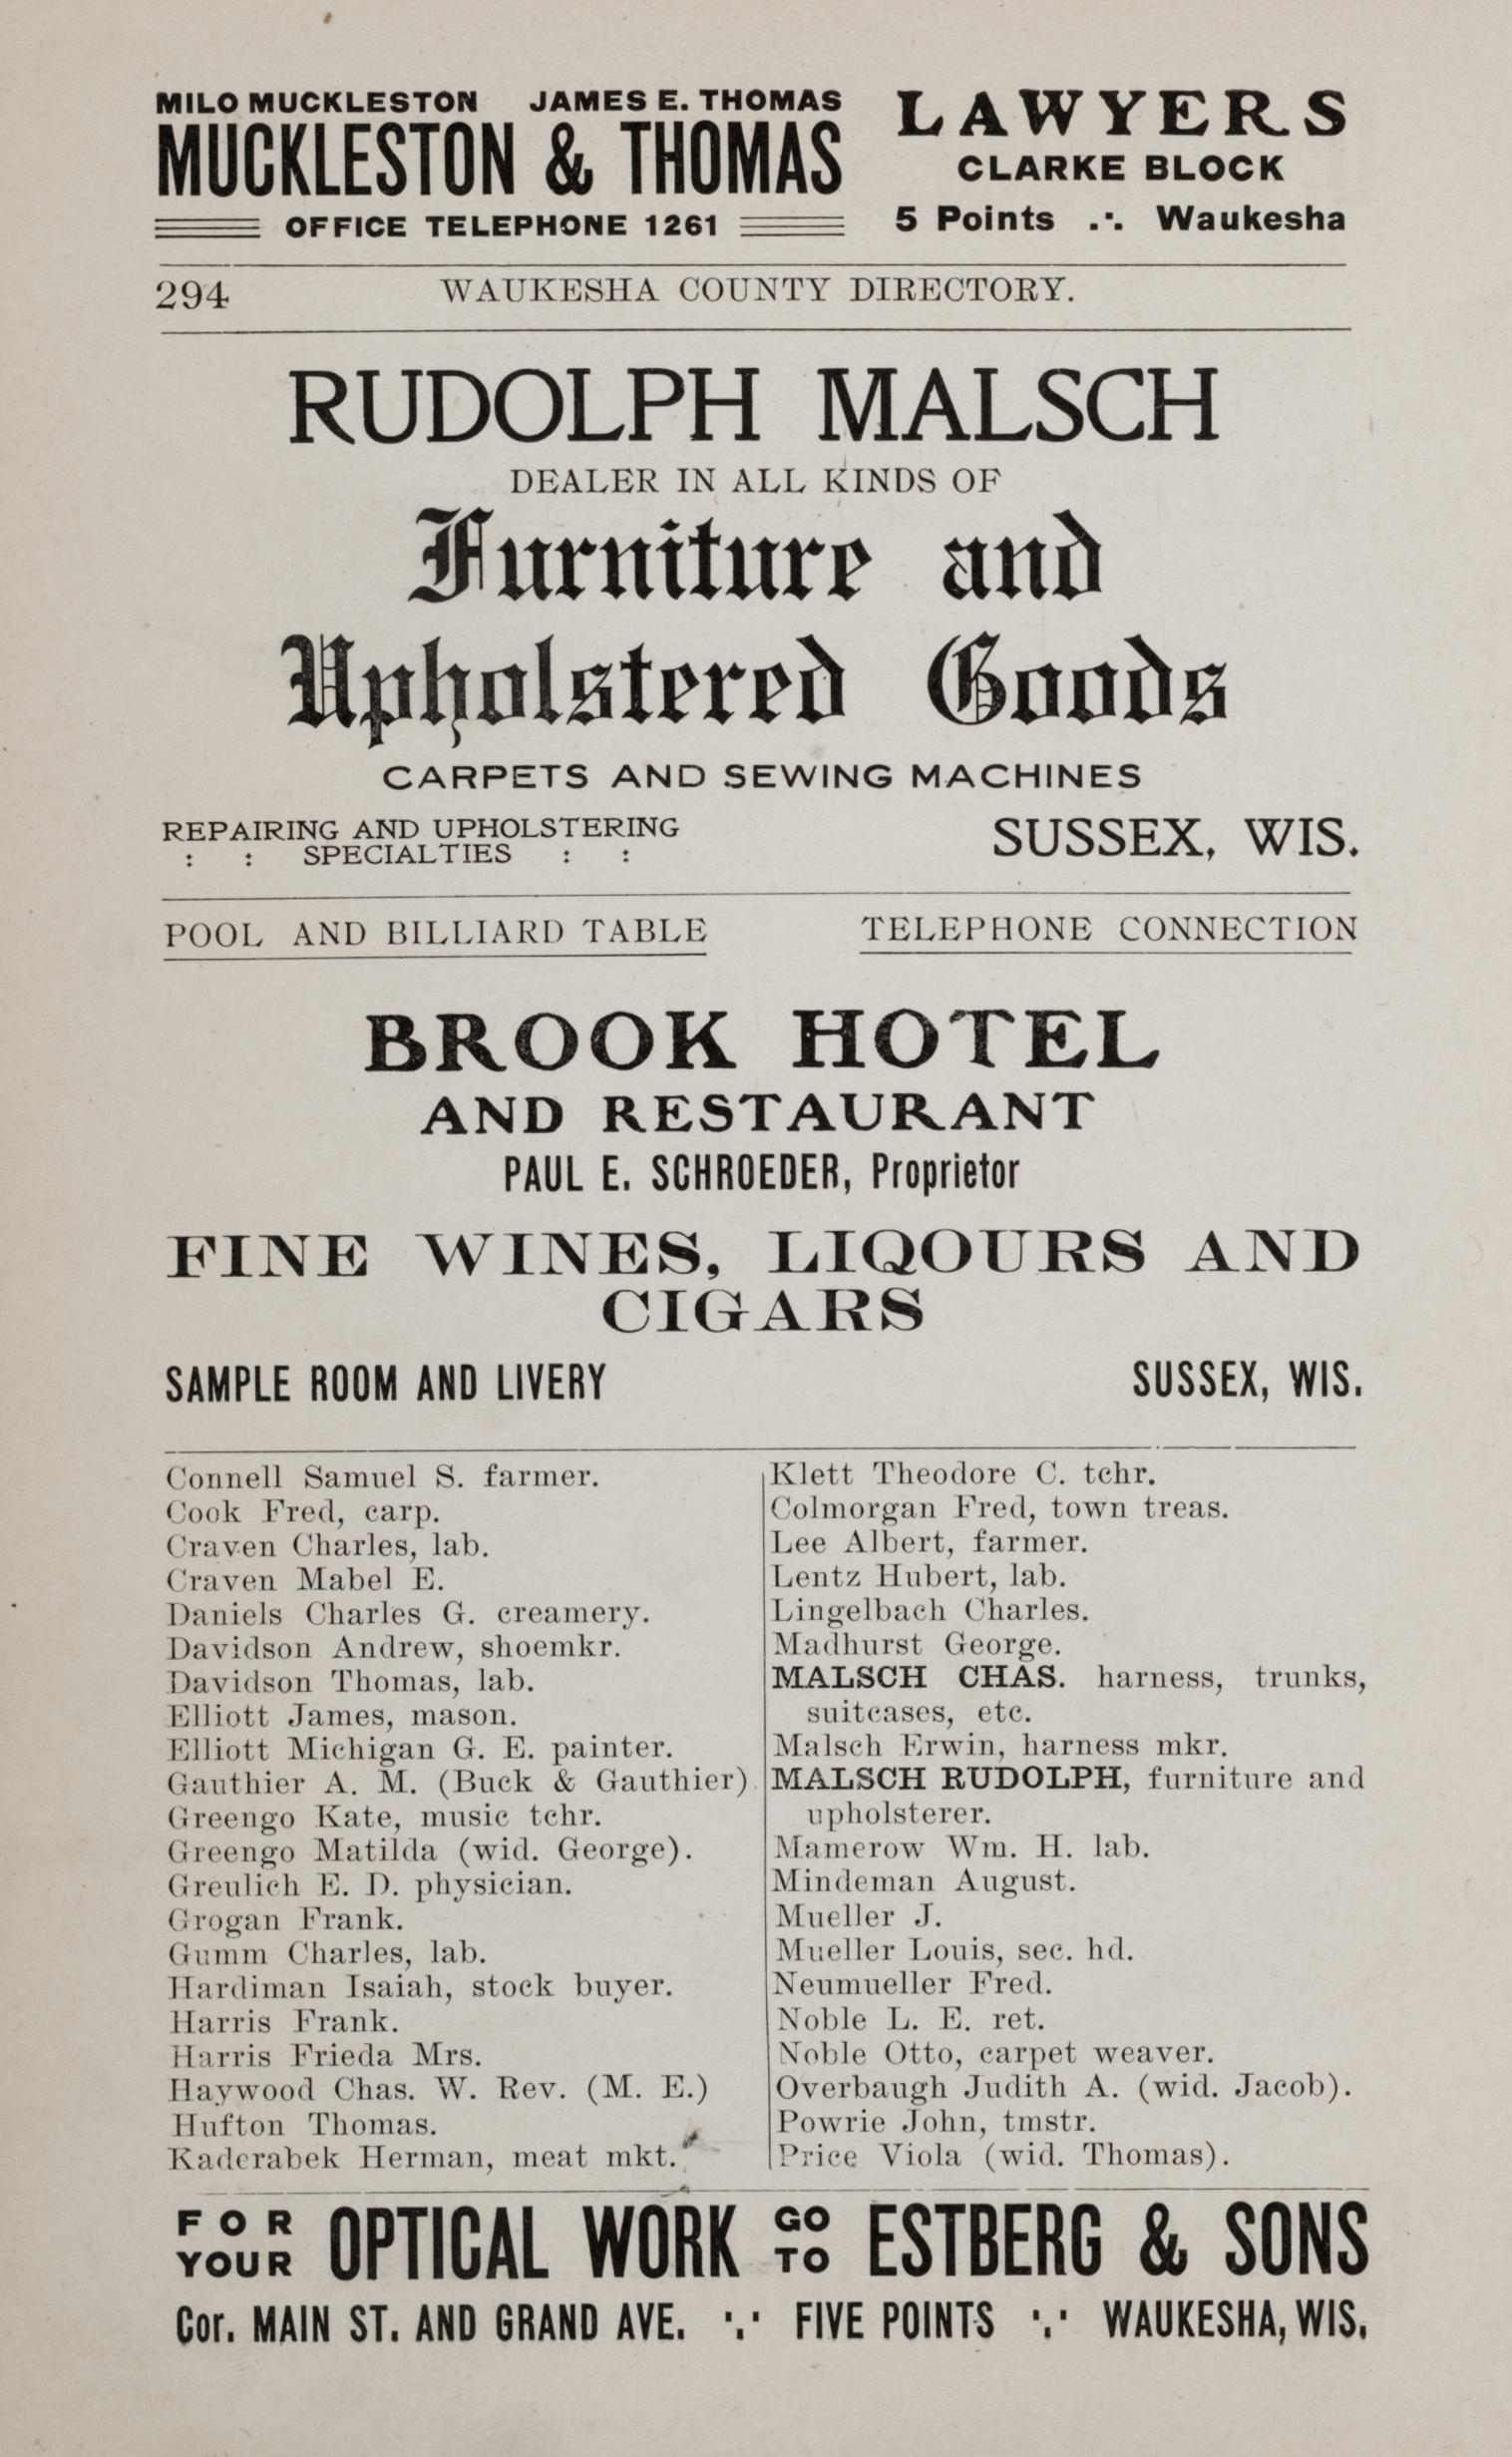 MILO MUCKLESTON JAMES E. THOMAS
MUCKLESTON & THOMAS
OFFICE TELEPHONE 1261
LAWYERS
CLARKE BLOCK
5 Points .·. Waukesha
294 WAUKESHA COUNTY DIRECTORY.
RUDOLPH MALSCH
DEALER IN ALL KINDS OF
Furniture and
Upholstered Goods
CARPETS AND SEWING MACHINES
REPAIRING AND UPHOLSTERING
: : SPECIALTIES : :
SUSSEX, WIS.
POOL AND BILLIARD TABLE TELEPHONE CONNECTION
BROOK HOTEL
AND RESTAURANT
PAUL E. SCHROEDER, Proprietor
FINE WINES, LIQOURS AND
CIGARS
SAMPLE ROOM AND LIVERY SUSSEX, WIS.
Connell Samuel S. farmer.
Cook Fred, carp.
Craven Charles, lab.
Craven Mabel E.
Daniels Charles G. creamery.
Davidson Andrew, shoemkr.
Davidson Thomas, lab.
Elliott James, mason.
Elliott Michigan G. E. painter.
Gauthier A. M. (Buck & Gauthier).
Greengo Kate, music tchr.
Greengo Matilda (wid. George).
Greulich E. D. physician.
Grogan Frank.
Gumm Charles, lab.
Hardiman Isaiah, stock buyer.
Harris Frank.
Harris Frieda Mrs.
Haywood Chas. W. Rev. (M. E.)
Hufton Thomas.
Kaderabek Herman, meat mkt.
Klett Theodore C. tchr.
Colmorgan Fred, town treas.
Lee Albert, farmer.
Lentz Hubert, lab.
Lingelbach Charles.
Madhurst George.
MALSCH CHAS. harness, trunks,
suitcases, etc.
Malsch Erwin, harness mkr.
MALSCH RUDOLPH, furniture and
upholsterer.
Mamerow Wm. H. lab.
Mindeman August.
Mueller J.
Mueller Louis, sec. hd.
Neumueller Fred.
Noble L. E. ret.
Noble Otto, carpet weaver.
Overbaugh Judith A. (wid. Jacob).
Powrie John, tmstr.
Price Viola (wid. Thomas).
FOR YOUR OPTICAL WORK GO TO ESTBERG & SONS
Cor. MAIN ST. AND GRAND AVE. ·.· FIVE POINTS ·.· WAUKESHA, WIS.